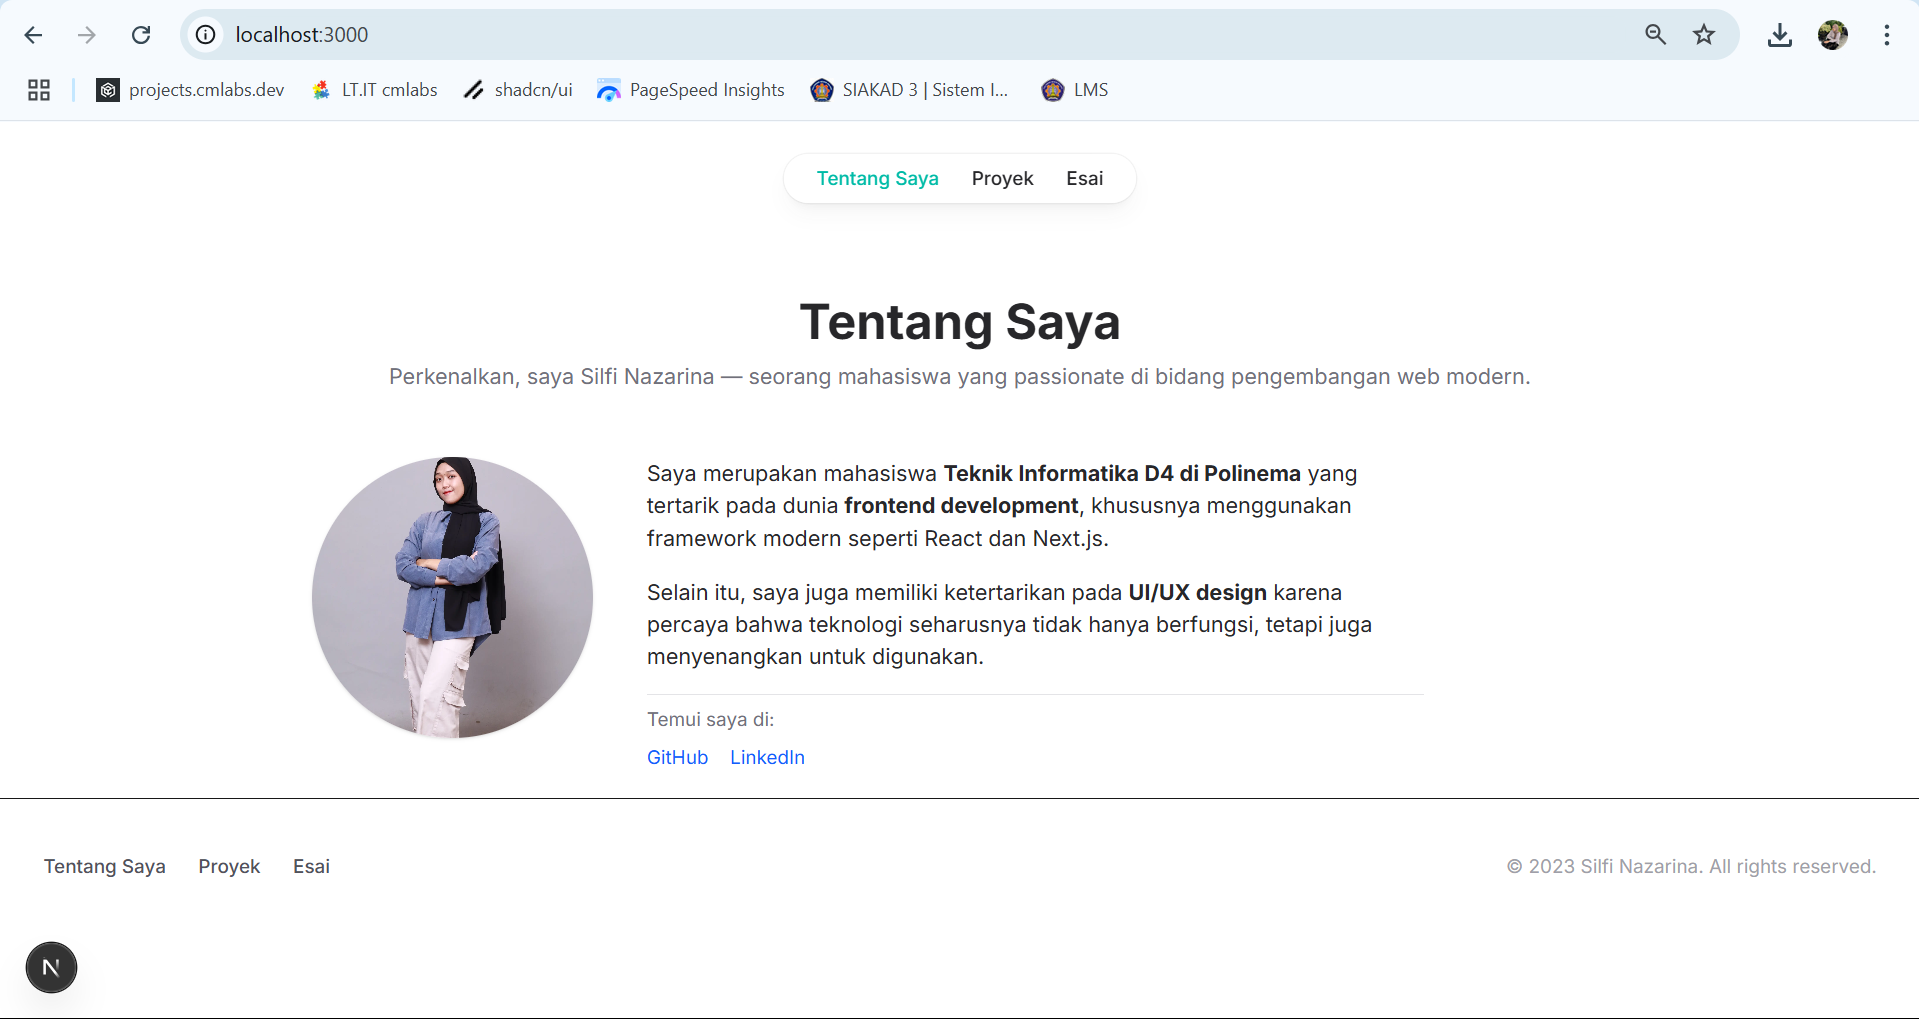 localhost:3000
projects.cmlabs.dev LT.IT cmlabs shadcn/ui PageSpeed Insights SIAKAD 3 | Sistem I... LMS
Tentang Saya Proyek Esai
Tentang Saya
Perkenalkan, saya Silfi Nazarina — seorang mahasiswa yang passionate di bidang pengembangan web modern.
Saya merupakan mahasiswa Teknik Informatika D4 di Polinema yang
tertarik pada dunia frontend development, khususnya menggunakan
framework modern seperti React dan Next.js.
Selain itu, saya juga memiliki ketertarikan pada UI/UX design karena
percaya bahwa teknologi seharusnya tidak hanya berfungsi, tetapi juga
menyenangkan untuk digunakan.
Temui saya di:
GitHub LinkedIn
Tentang Saya Proyek Esai © 2023 Silfi Nazarina. All rights reserved.
N